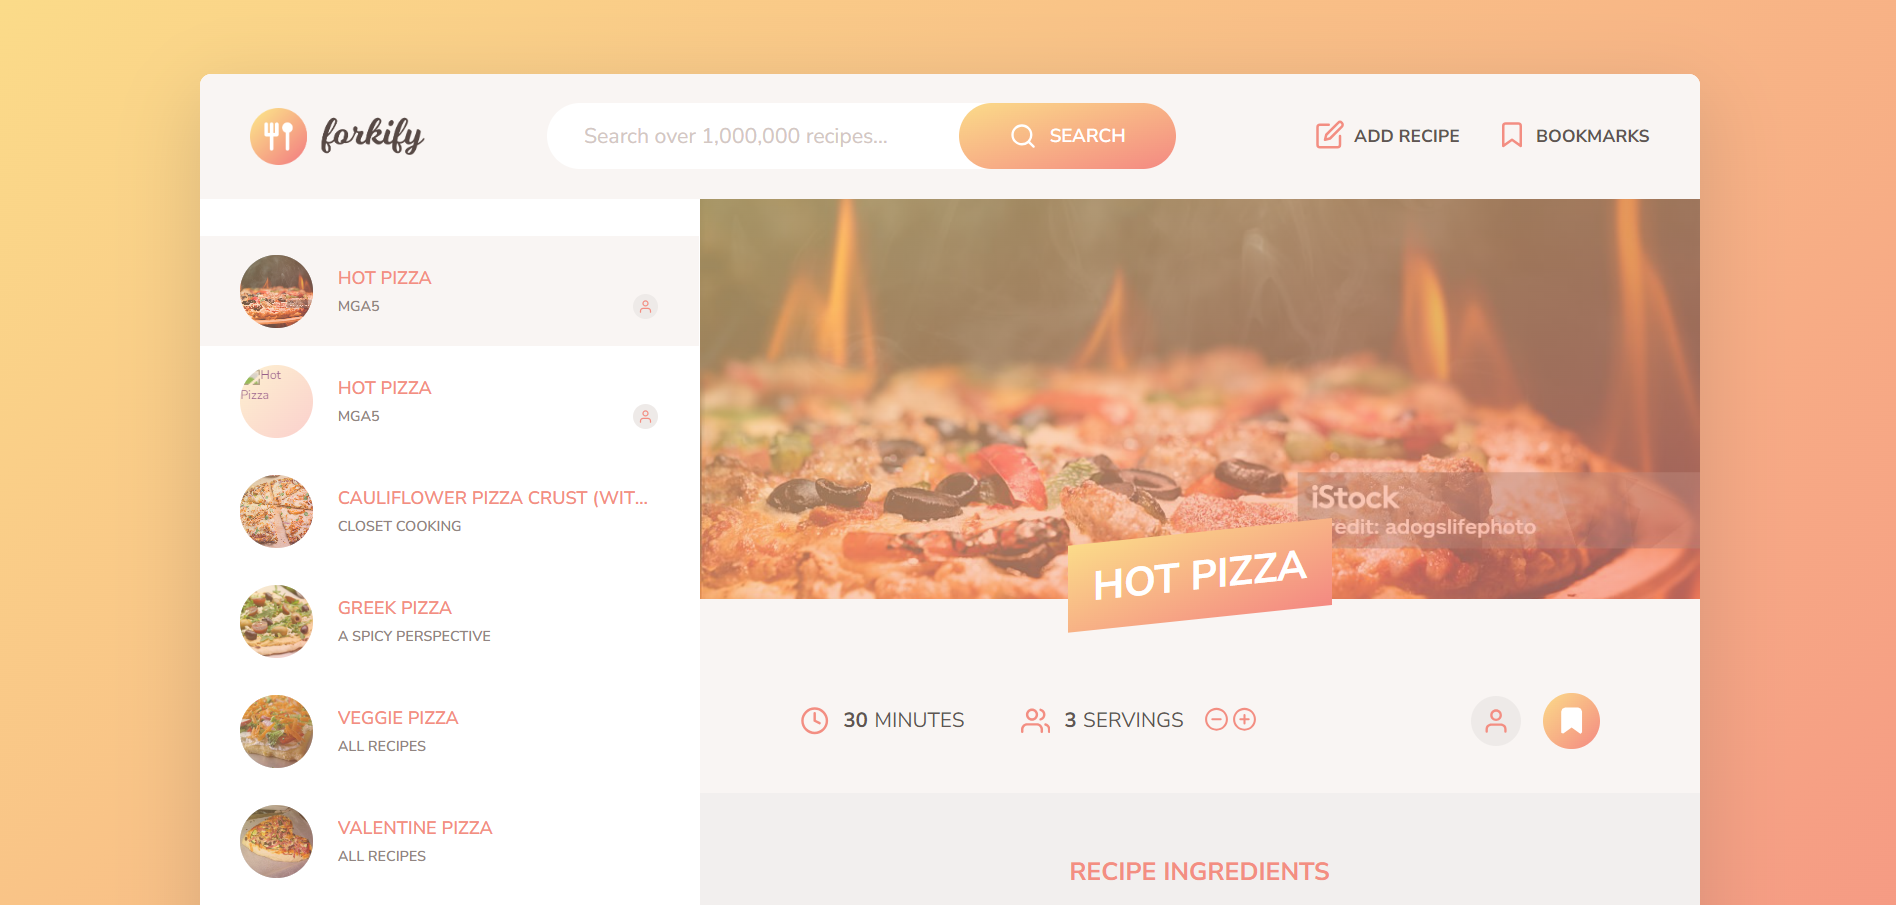 forkify
Search over 1,000,000 recipes...
SEARCH
ADD RECIPE
BOOKMARKS
HOT PIZZA
MGA5
Hot
Pizza
HOT PIZZA
MGA5
CAULIFLOWER PIZZA CRUST (WIT...
CLOSET COOKING
GREEK PIZZA
A SPICY PERSPECTIVE
VEGGIE PIZZA
ALL RECIPES
VALENTINE PIZZA
ALL RECIPES
iStock
redit: adogslifephoto
HOT PIZZA
30 MINUTES
3 SERVINGS
RECIPE INGREDIENTS